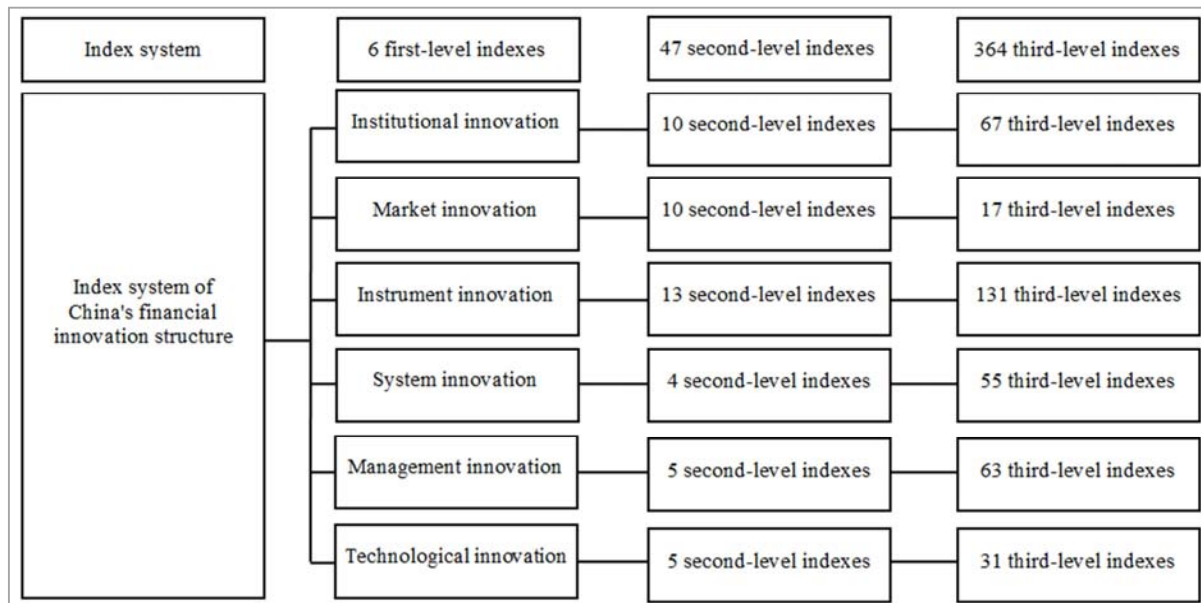 Index system
6 first-level indexes
47 second-level indexes
364 third-level indexes
Index system of
China's financial
innovation structure
Institutional innovation
10 second-level indexes
67 third-level indexes
Market innovation
10 second-level indexes
17 third-level indexes
Instrument innovation
13 second-level indexes
131 third-level indexes
System innovation
4 second-level indexes
55 third-level indexes
Management innovation
5 second-level indexes
63 third-level indexes
Technological innovation
5 second-level indexes
31 third-level indexes